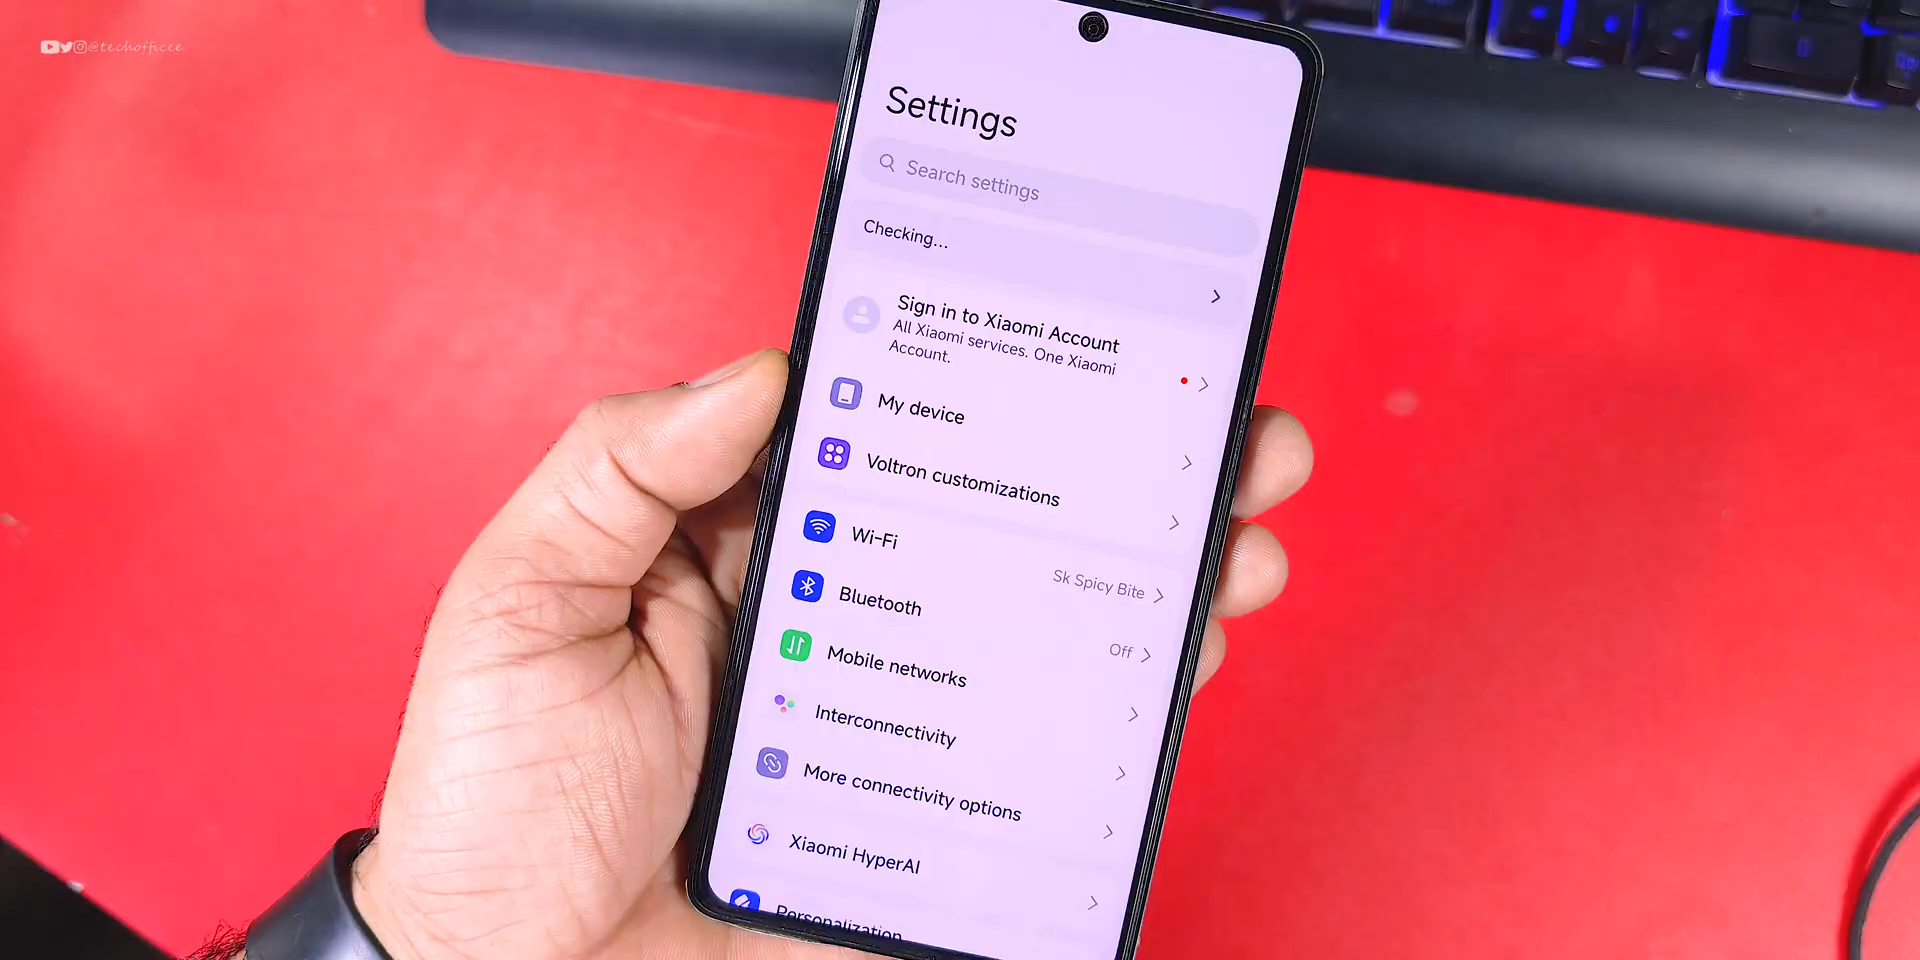 @techofficee
Settings
Search settings
Checking...
Sign in to Xiaomi Account
All Xiaomi services. One Xiaomi
Account.
My device
Voltron customizations
Wi-Fi
Sk Spicy Bite
Bluetooth
Off
Mobile networks
Interconnectivity
More connectivity options
Xiaomi HyperAI
Personalization